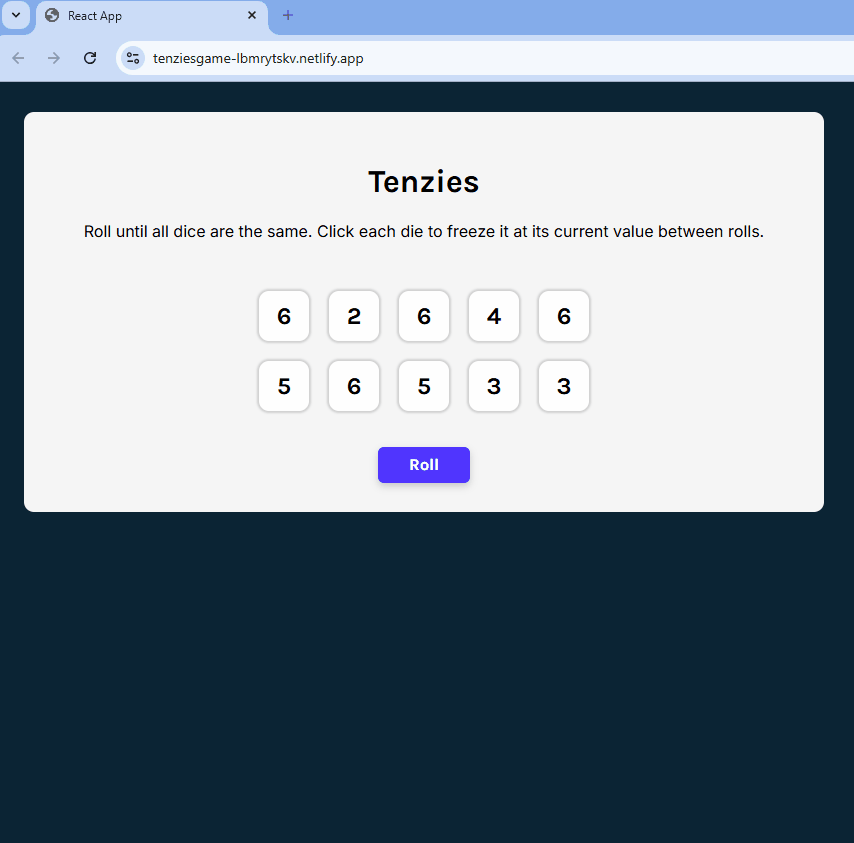 React App
tenziesgame-lbmrytskv.netlify.app
Tenzies
Roll until all dice are the same. Click each die to freeze it at its current value between rolls.
6 2 6 4 6
5 6 5 3 3
Roll